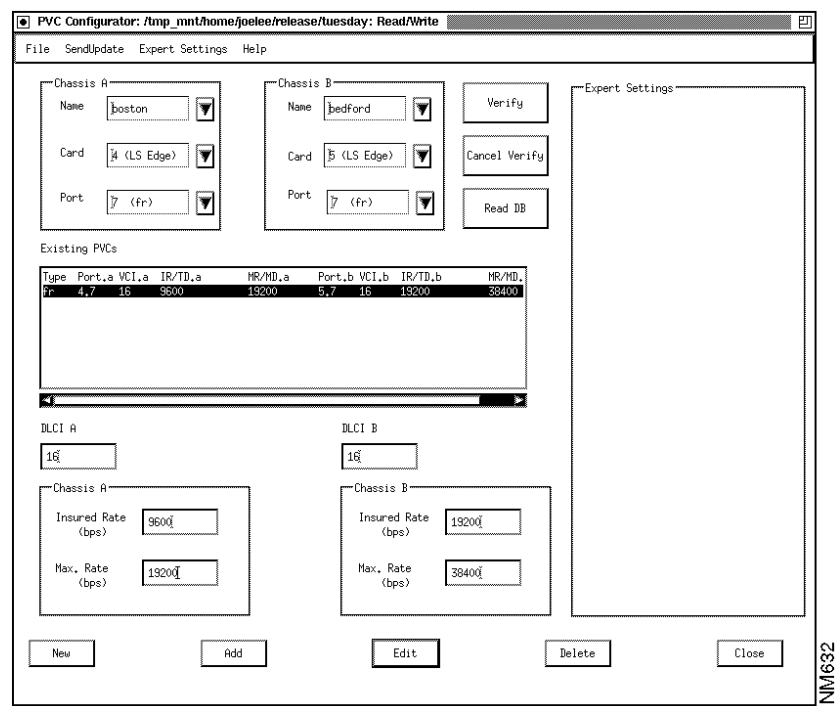 PVC Configurator: /tmp_mnt/home/joelee/release/tuesday: Read/Write
File SendUpdate Expert Settings Help
Chassis A
Name boston
Card 4 (LS Edge)
Port 7 (fr)
Chassis B
Name bedford
Card 5 (LS Edge)
Port 7 (fr)
Verify
Cancel Verify
Read DB
Expert Settings
Existing PVCs
Type Port.a VCI.a IR/TD.a MR/MD.a Port.b VCI.b IR/TD.b MR/MD.
fr 4.7 16 9600 19200 5.7 16 19200 38400
DLCI A
16
DLCI B
16
Chassis A
Insured Rate
(bps)
9600
Max. Rate
(bps)
19200
Chassis B
Insured Rate
(bps)
19200
Max. Rate
(bps)
38400
New Add Edit Delete Close
NM632